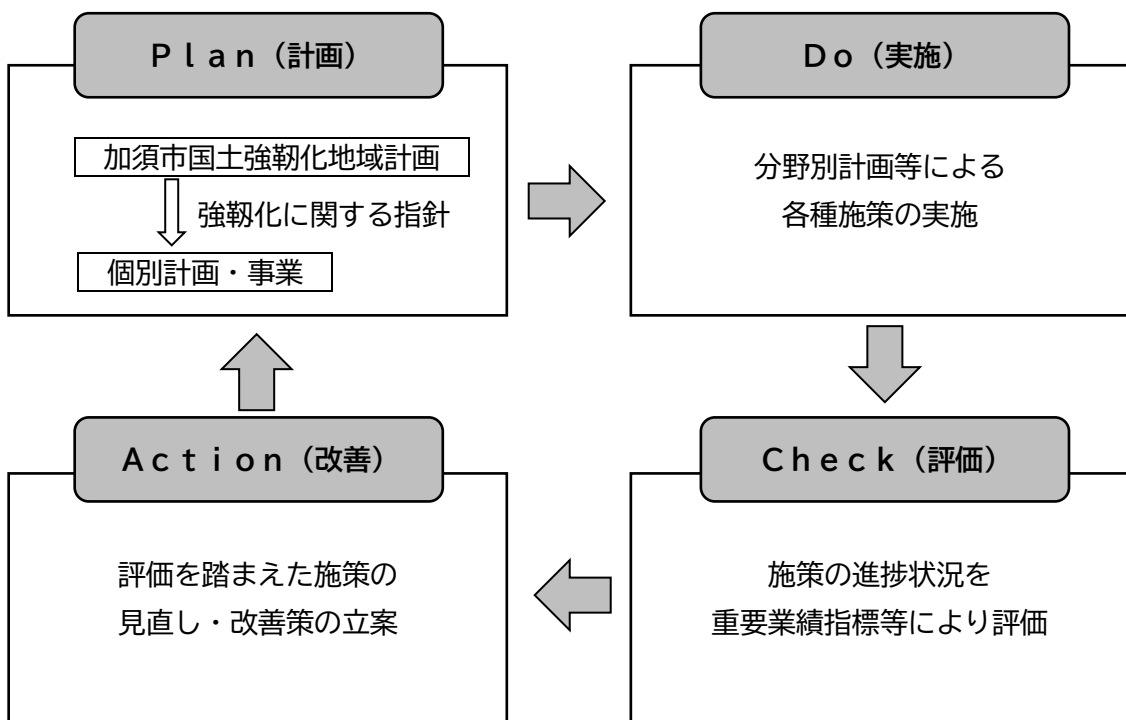 Ｐｌａｎ（計画）
加須市国土強靱化地域計画
強靱化に関する指針
個別計画・事業
Ｄｏ（実施）
分野別計画等による
各種施策の実施
Ｃｈｅｃｋ（評価）
施策の進捗状況を
重要業績指標等により評価
Ａｃｔｉｏｎ（改善）
評価を踏まえた施策の
見直し・改善策の立案